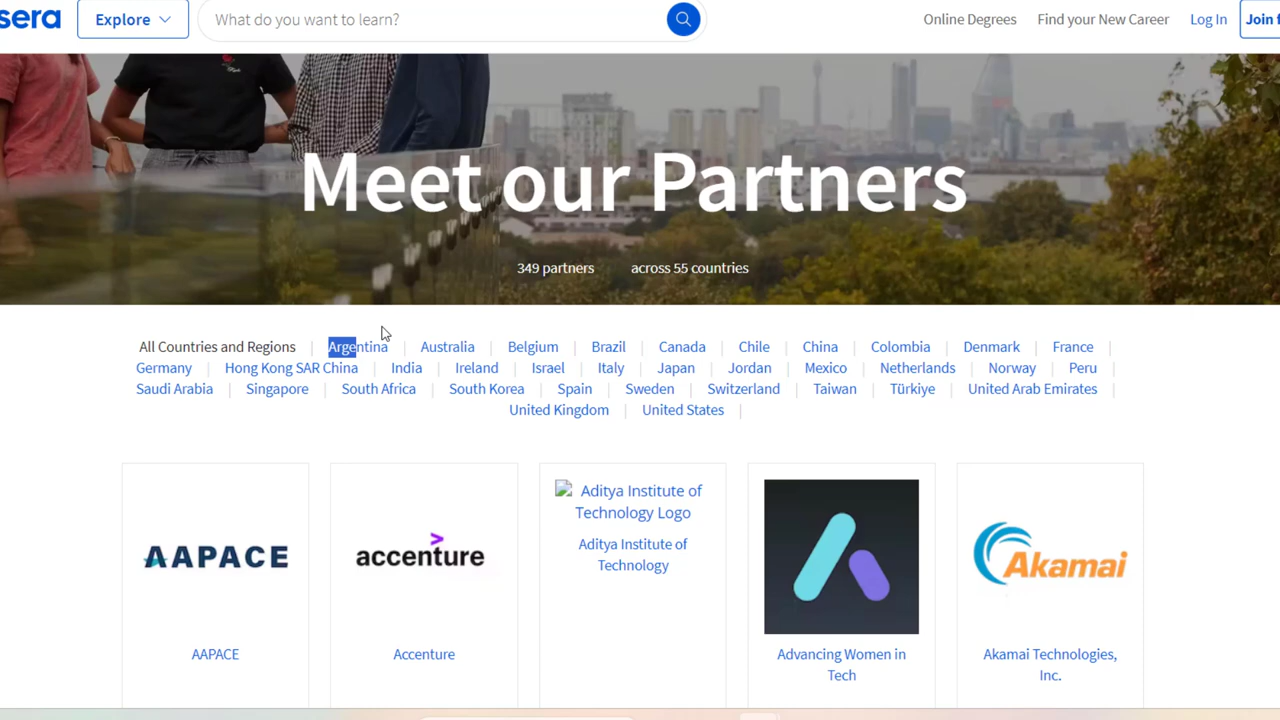 sera Explore What do you want to learn? Online Degrees Find your New Career Log In Join f
Meet our Partners
349 partners across 55 countries
All Countries and Regions | Argentina | Australia | Belgium | Brazil | Canada | Chile | China | Colombia | Denmark | France |
Germany | Hong Kong SAR China | India | Ireland | Israel | Italy | Japan | Jordan | Mexico | Netherlands | Norway | Peru |
Saudi Arabia | Singapore | South Africa | South Korea | Spain | Sweden | Switzerland | Taiwan | Türkiye | United Arab Emirates |
United Kingdom | United States |
AAPACE
AAPACE
accenture
Accenture
Aditya Institute of
Technology Logo
Aditya Institute of
Technology
Advancing Women in
Tech
Akamai
Akamai Technologies,
Inc.